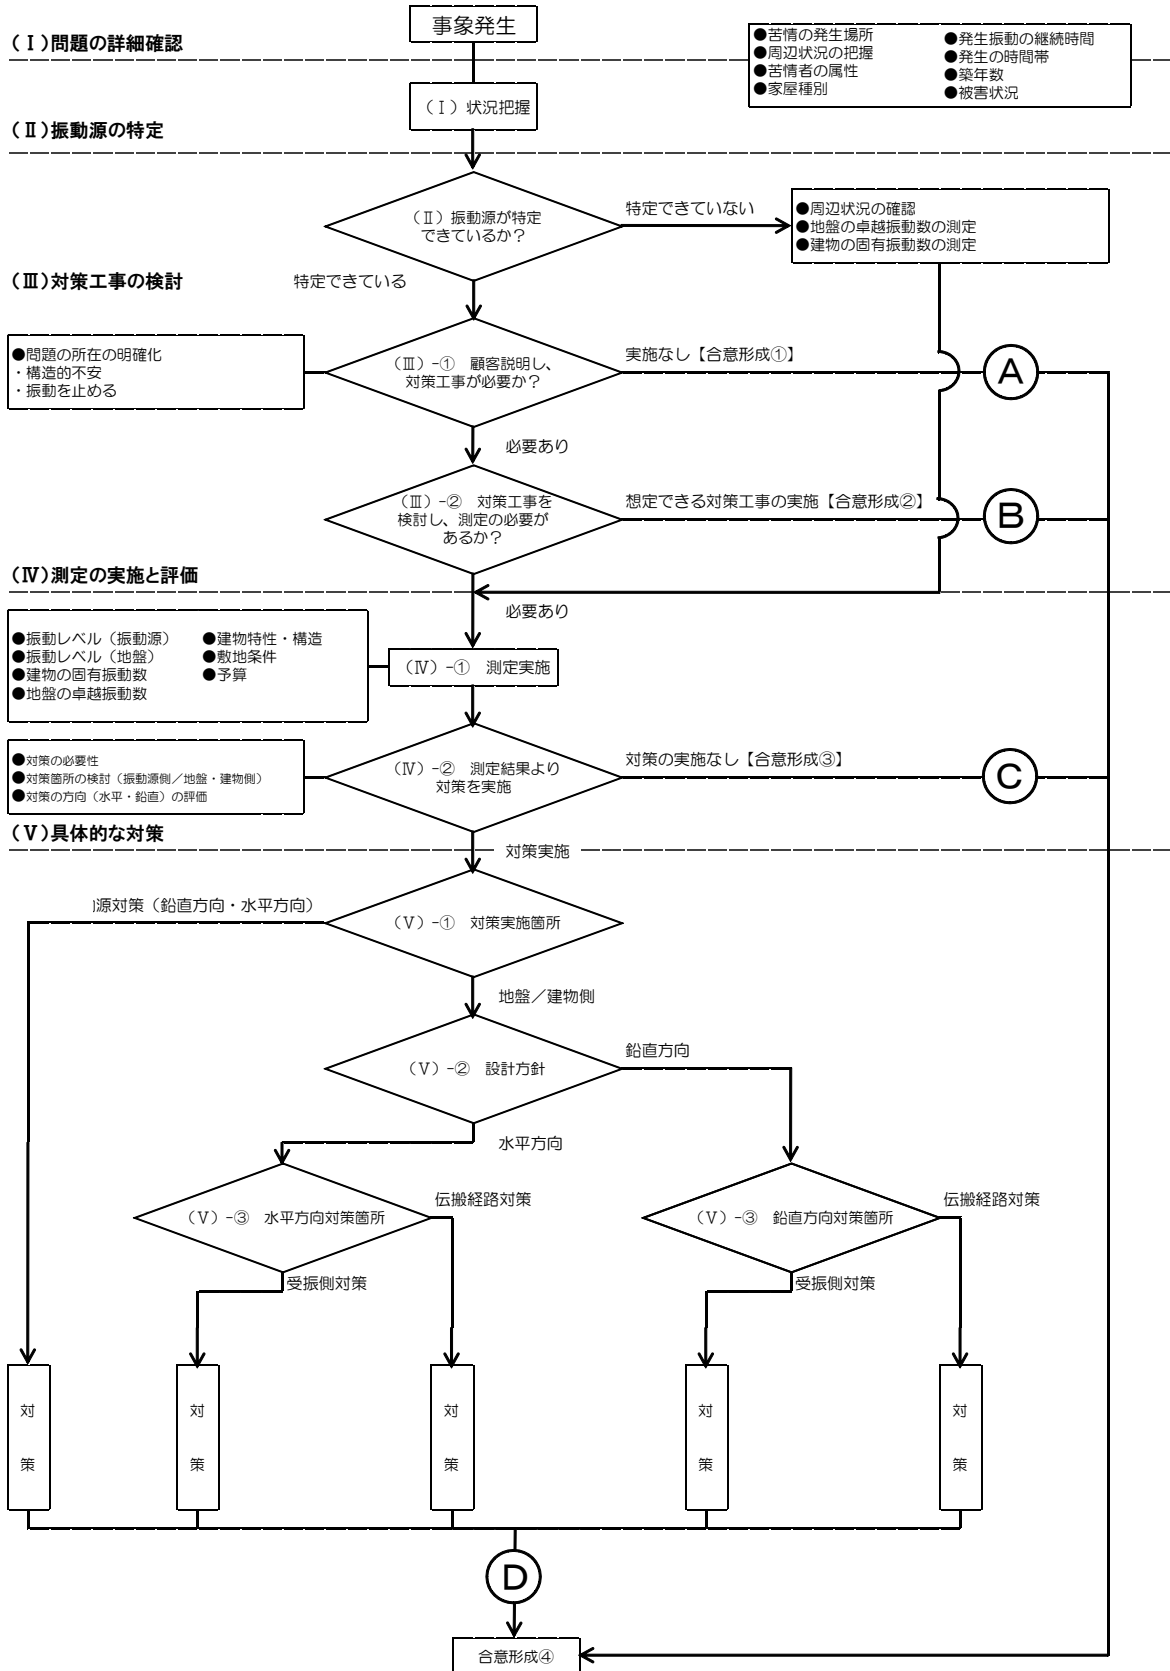 事象発生
(Ⅰ)問題の詳細確認
●苦情の発生場所
●周辺状況の把握
●苦情者の属性
●家屋種別
●発生振動の継続時間
●発生の時間帯
●築年数
●被害状況
(Ⅰ)状況把握
(Ⅱ)振動源の特定
(Ⅱ)振動源が特定
できているか?
特定できていない
●周辺状況の確認
●地盤の卓越振動数の測定
●建物の固有振動数の測定
(Ⅲ)対策工事の検討
特定できている
●問題の所在の明確化
・構造的不安
・振動を止める
(Ⅲ)-① 顧客説明し、
対策工事が必要か?
実施なし【合意形成①】
A
必要あり
(Ⅲ)-② 対策工事を
検討し、測定の必要が
あるか?
想定できる対策工事の実施【合意形成②】
B
(Ⅳ)測定の実施と評価
必要あり
●振動レベル(振動源)
●振動レベル(地盤)
●建物の固有振動数
●地盤の卓越振動数
●建物特性・構造
●敷地条件
●予算
(Ⅳ)-① 測定実施
●対策の必要性
●対策箇所の検討(振動源側/地盤・建物側)
●対策の方向(水平・鉛直)の評価
(Ⅳ)-② 測定結果より
対策を実施
対策の実施なし【合意形成③】
C
(Ⅴ)具体的な対策
対策実施
源対策(鉛直方向・水平方向)
(Ⅴ)-① 対策実施箇所
地盤/建物側
(Ⅴ)-② 設計方針
鉛直方向
水平方向
(Ⅴ)-③ 水平方向対策箇所
伝搬経路対策
受振側対策
(Ⅴ)-③ 鉛直方向対策箇所
伝搬経路対策
受振側対策
対策
対策
対策
対策
対策
D
合意形成④